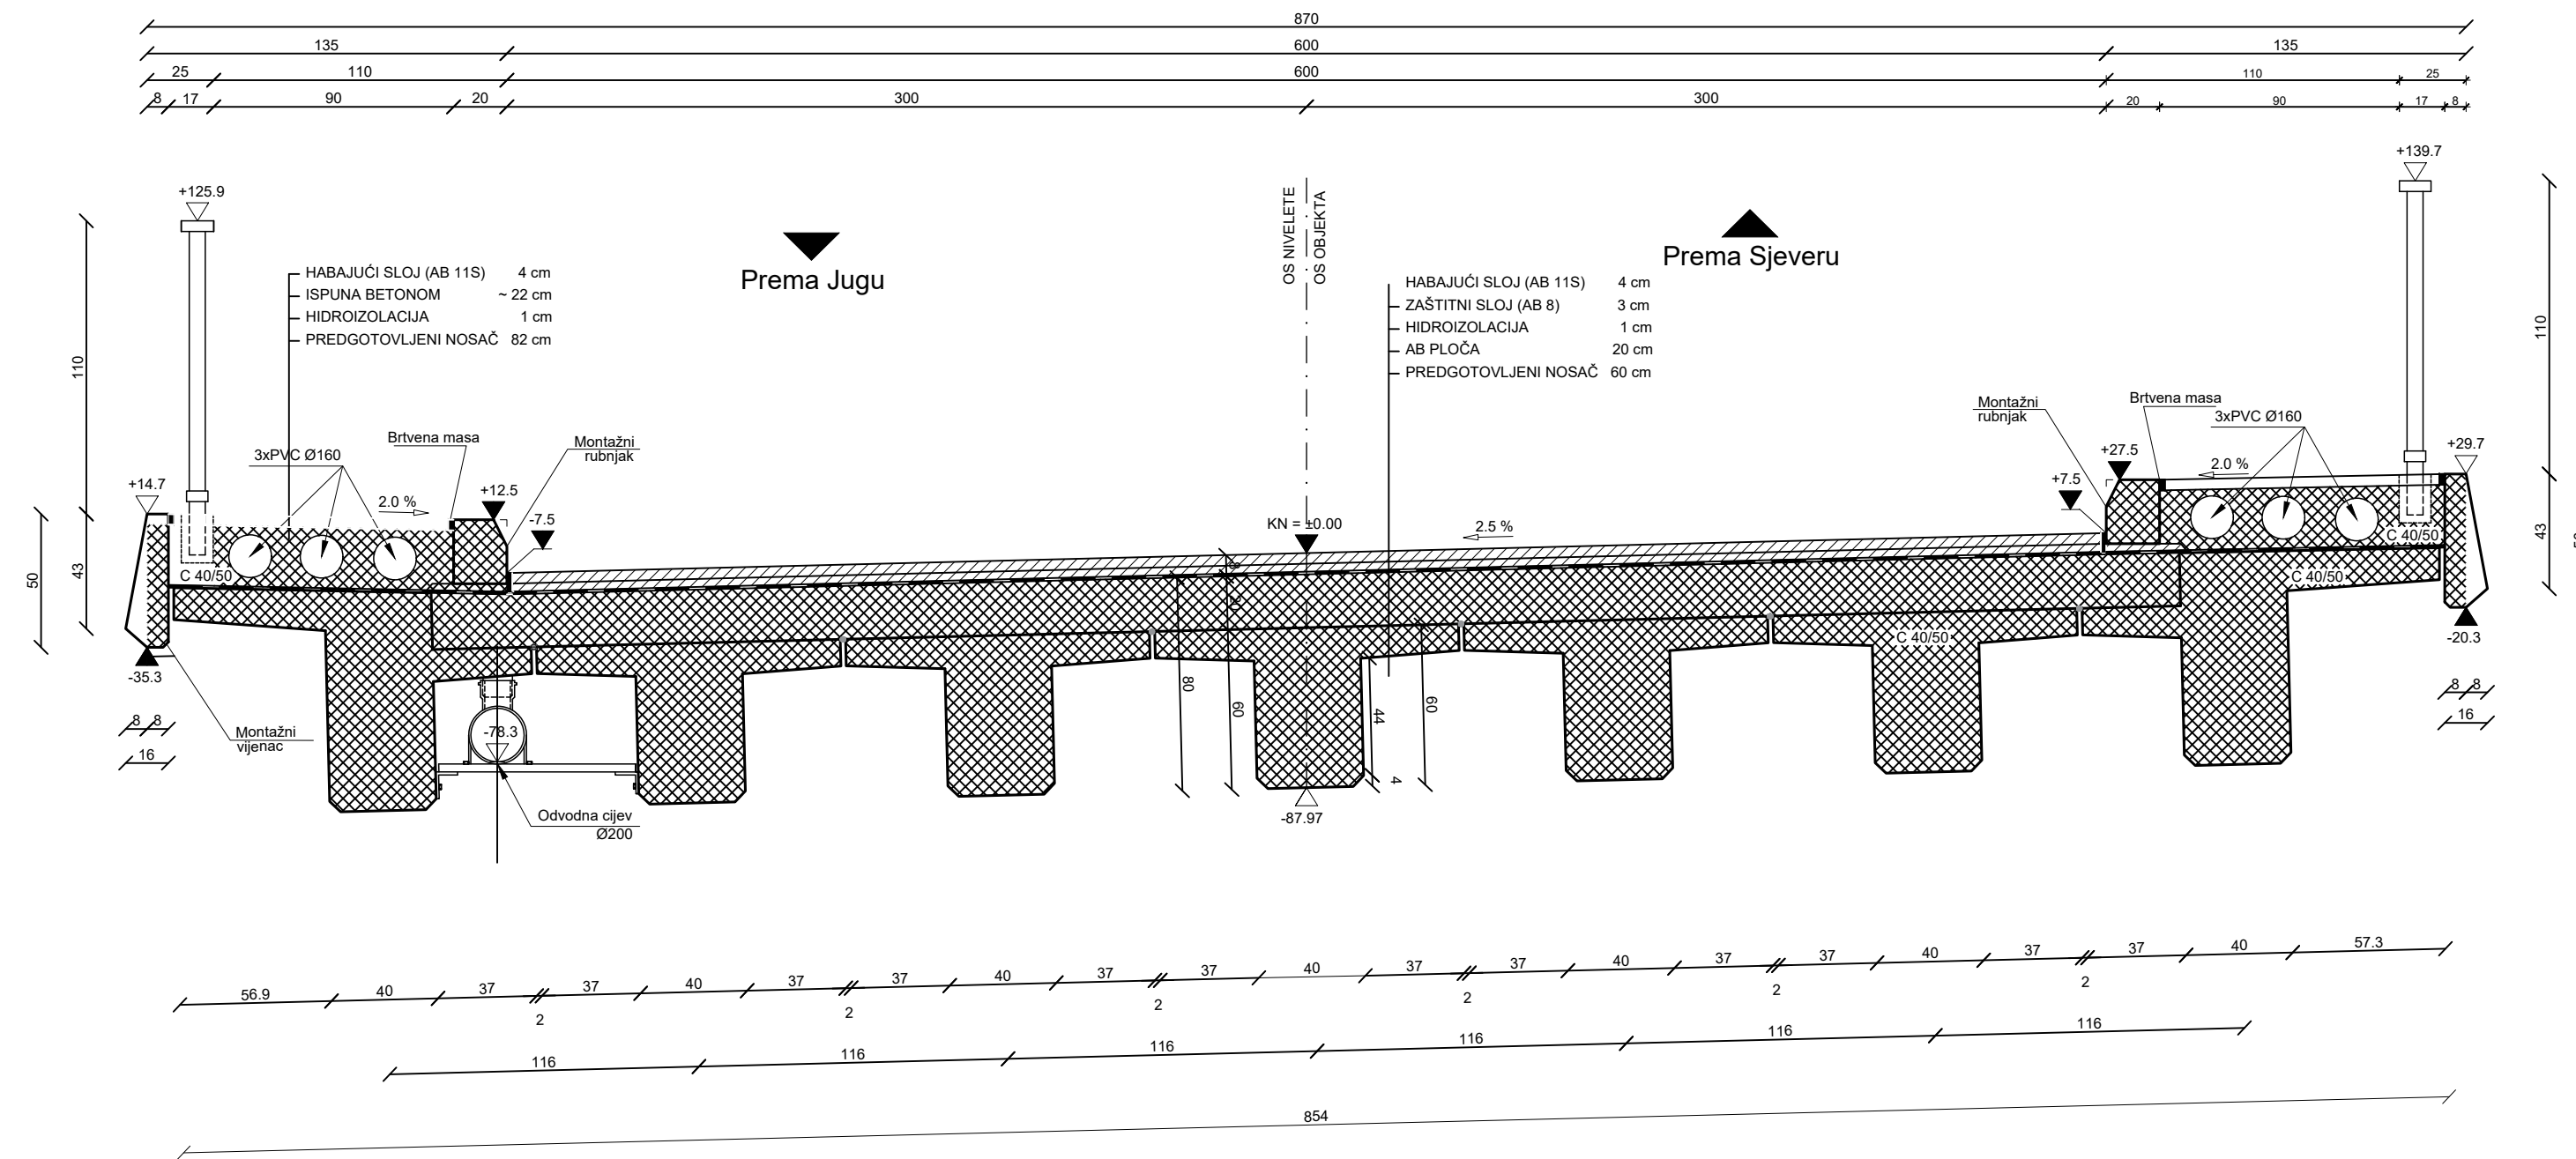 870
135 600 135
25 110 600 110 25
8 17 90 20 300 300 20 90 17 8
+139.7
+125.9
OS NIVELETE
OS OBJEKTA
Prema Jugu
Prema Sjeveru
HABAJUĆI SLOJ (AB 11S) 4 cm
ISPUNA BETONOM ~ 22 cm
HIDROIZOLACIJA 1 cm
PREDGOTOVLJENI NOSAČ 82 cm
HABAJUĆI SLOJ (AB 11S) 4 cm
ZAŠTITNI SLOJ (AB 8) 3 cm
HIDROIZOLACIJA 1 cm
AB PLOČA 20 cm
PREDGOTOVLJENI NOSAČ 60 cm
110
110
Brtvena masa
Montažni
rubnjak
3xPVC Ø160
Montažni
rubnjak
Brtvena masa
3xPVC Ø160
+14.7
2.0 %
+12.5
-7.5
KN = ±0.00
2.5 %
+7.5
+27.5
2.0 %
+29.7
50
43
43
C 40/50
C 40/50
C 40/50
C 40/50
8
20
80
60
44
4
60
-35.3
-20.3
8 8
16
8 8
16
Montažni
vijenac
-78.3
Odvodna cijev
Ø200
-87.97
56.9 40 37 37 40 37 37 40 37 37 40 37 37 40 37 37 40 37 37 40 57.3
2 2 2 2 2 2
116 116 116 116 116 116
854